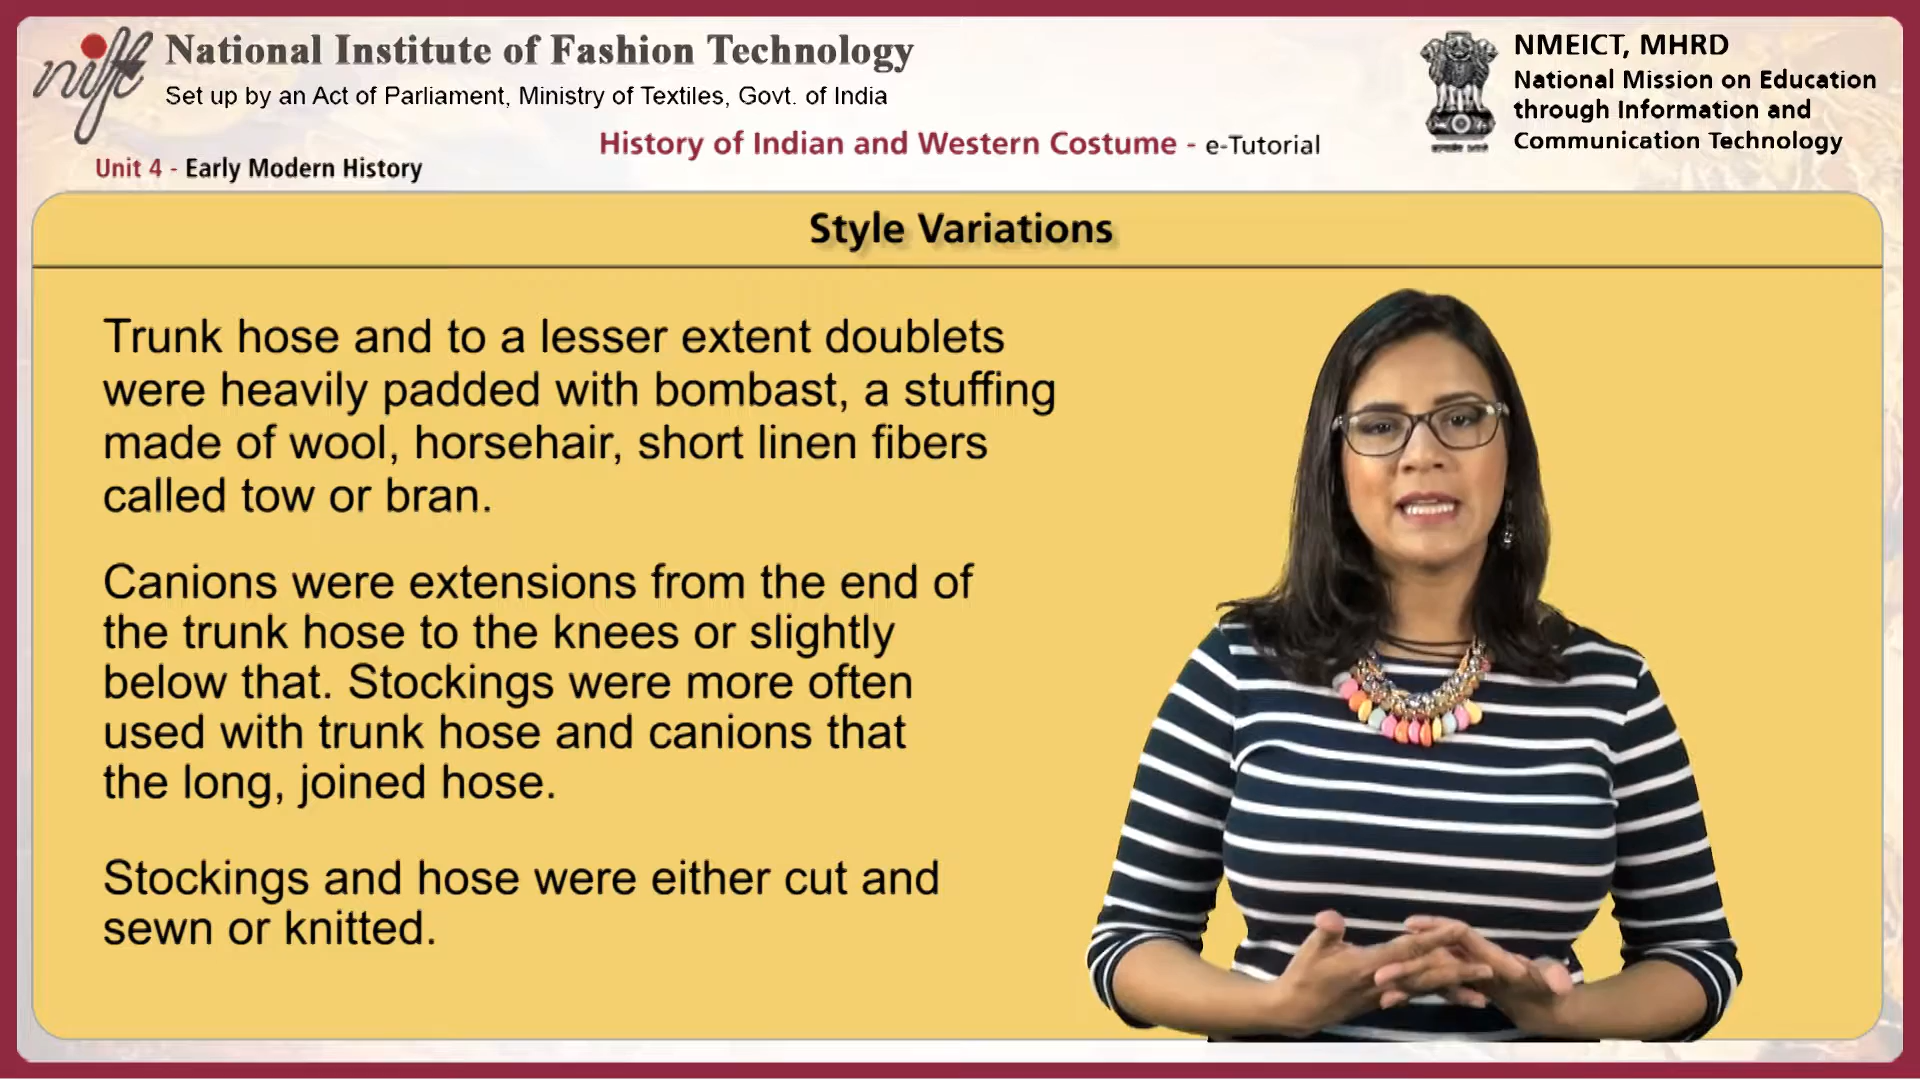 nift
National Institute of Fashion Technology
Set up by an Act of Parliament, Ministry of Textiles, Govt. of India
NMEICT, MHRD
National Mission on Education
through Information and
Communication Technology
History of Indian and Western Costume - e-Tutorial
Unit 4 - Early Modern History
Style Variations
Trunk hose and to a lesser extent doublets
were heavily padded with bombast, a stuffing
made of wool, horsehair, short linen fibers
called tow or bran.
Canions were extensions from the end of
the trunk hose to the knees or slightly
below that. Stockings were more often
used with trunk hose and canions that
the long, joined hose.
Stockings and hose were either cut and
sewn or knitted.